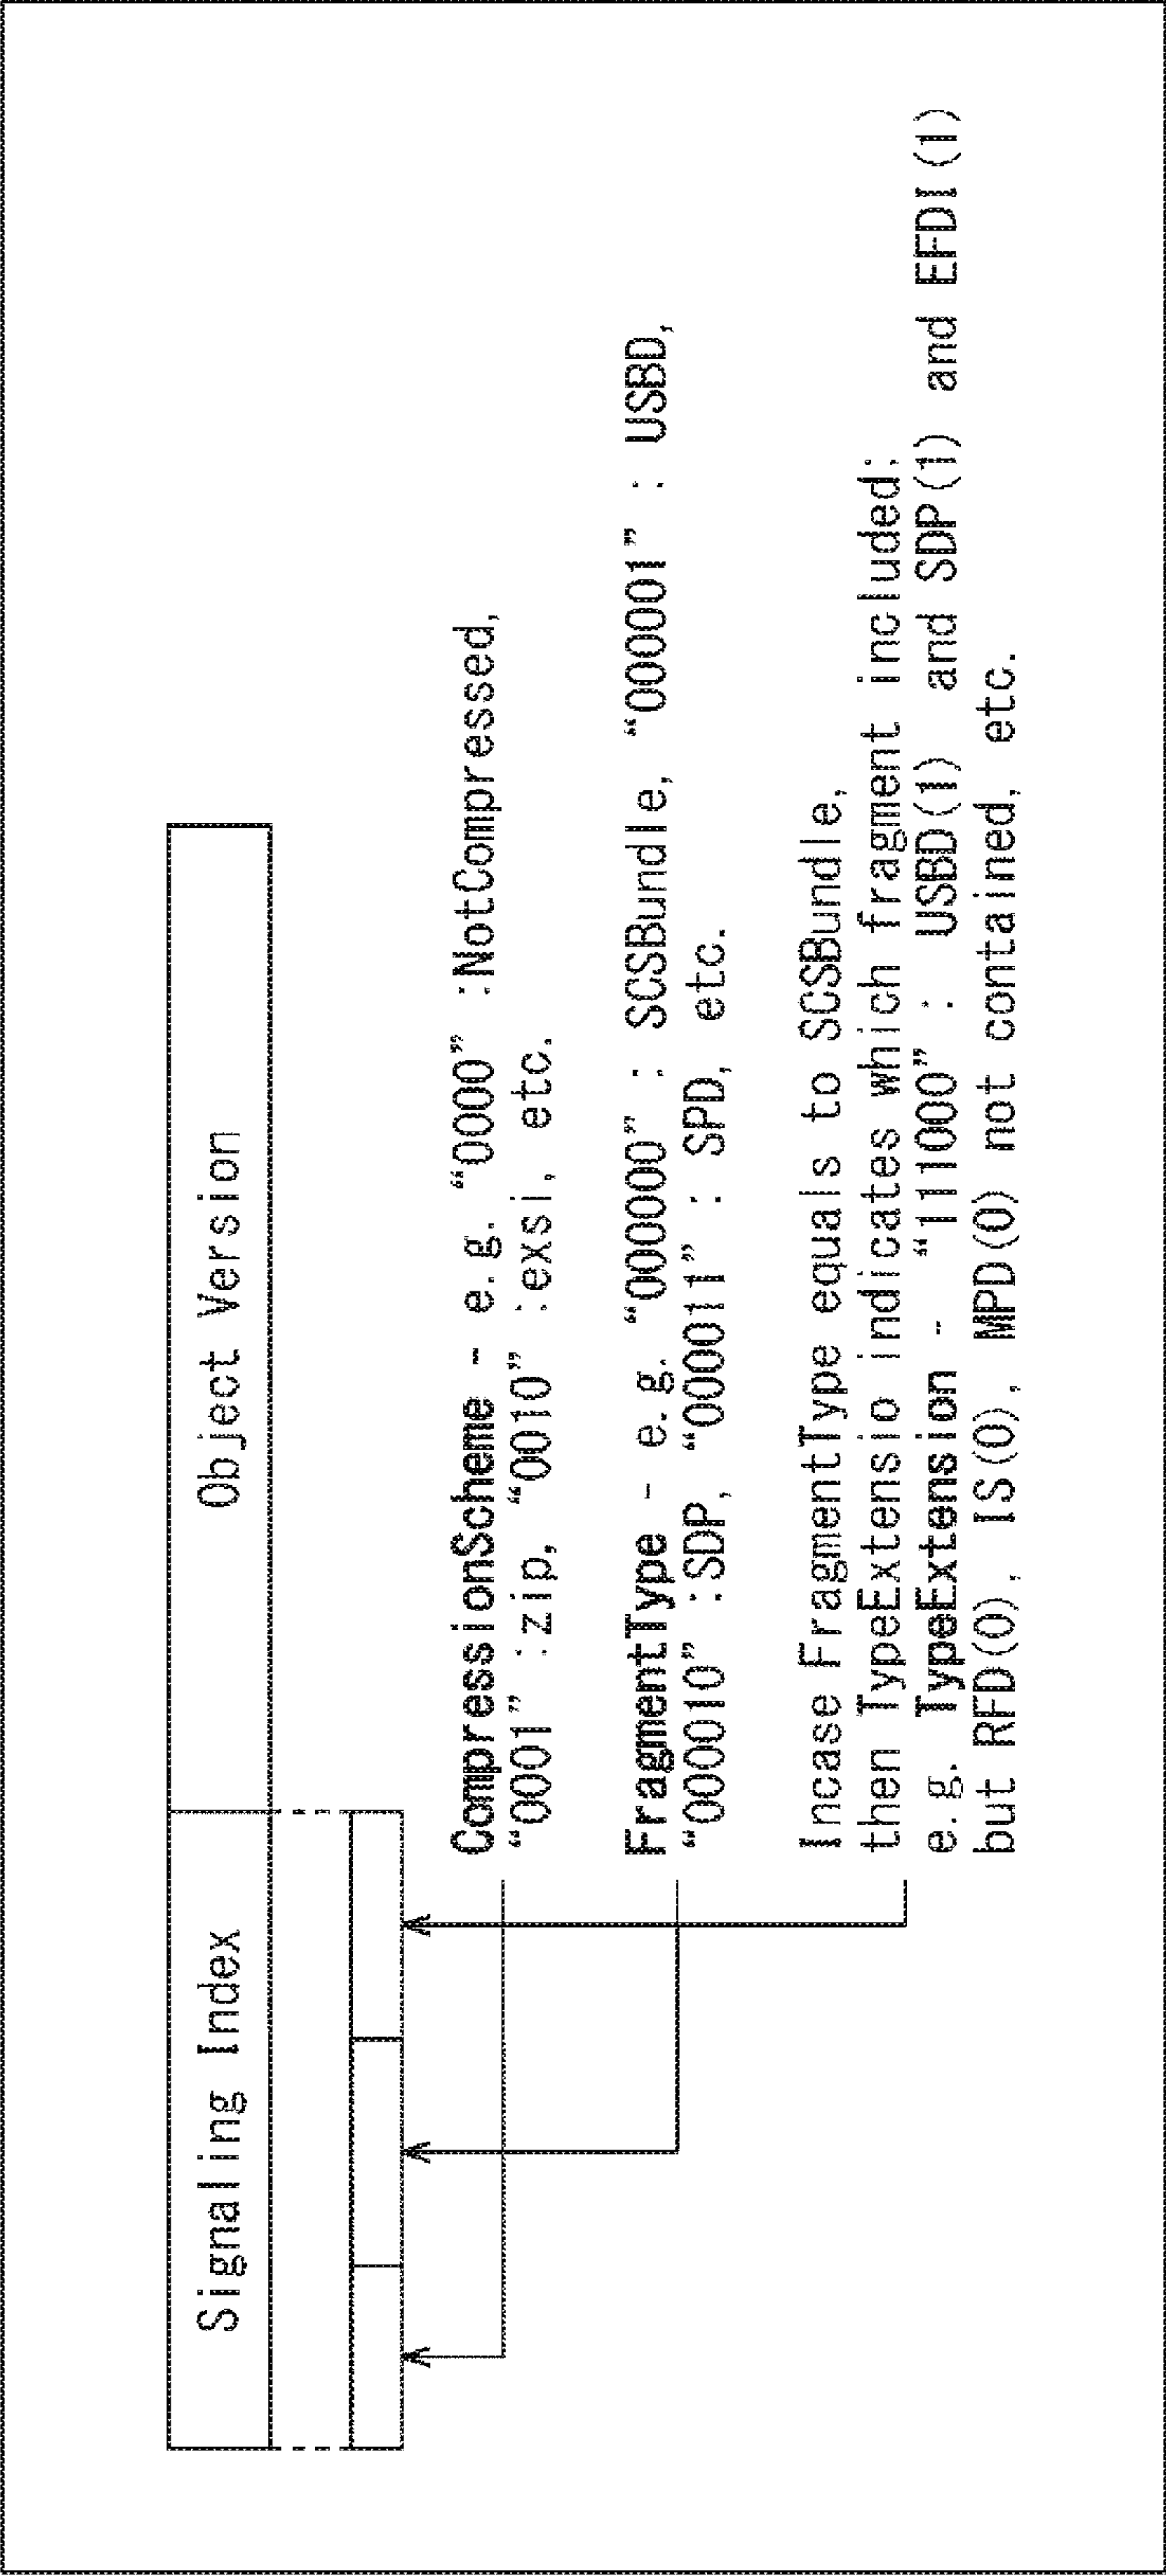 Signaling Index
Object Version
CompressionScheme - e.g. “0000” :NotCompressed,
“0001” :zip, “0010” :exsi, etc.
FragmentType - e.g. “000000” : SCSBundle, “000001” : USBD,
“000010” :SDP, “000011” : SPD, etc.
Incase FragmentType equals to SCSBundle,
then TypeExtensio indicates which fragment included;
e.g. TypeExtension - “111000” : USBD(1) and SDP(1) and EFDI(1)
but RFD(0), IS(0), MPD(0) not contained, etc.